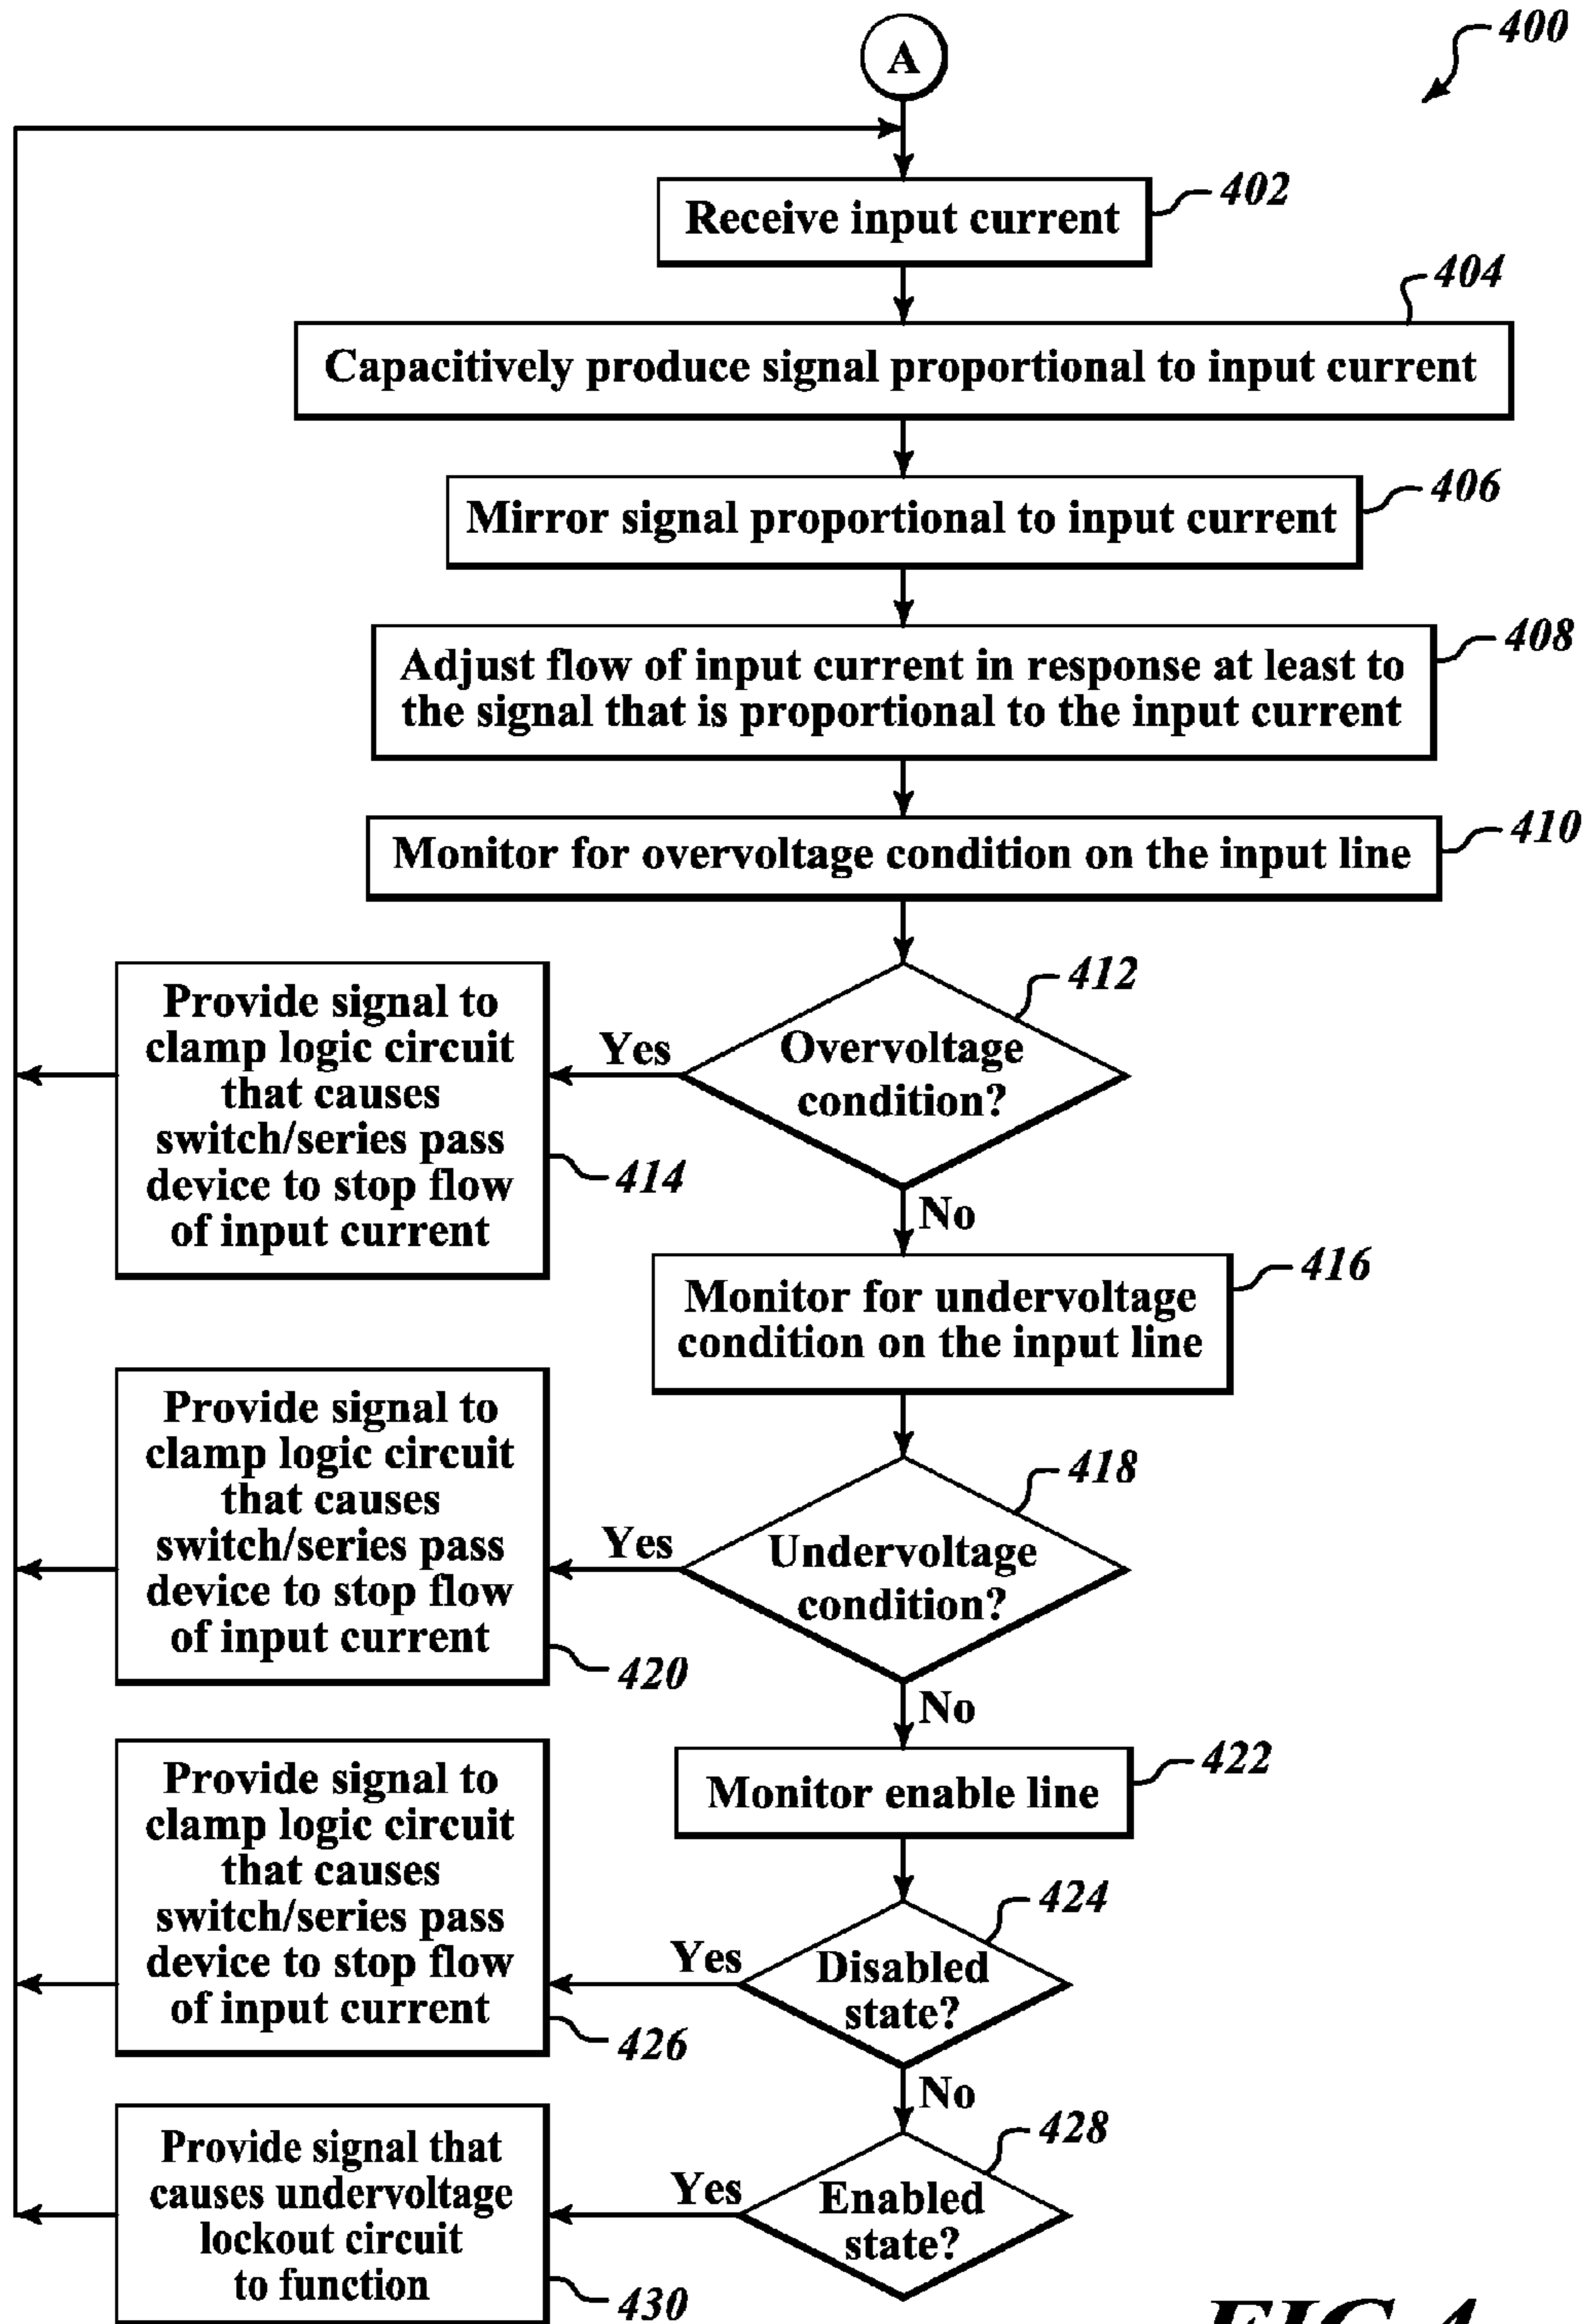 400
A
Receive input current
402
404
Capacitively produce signal proportional to input current
Mirror signal proportional to input current
406
Adjust flow of input current in response at least to
the signal that is proportional to the input current
408
Monitor for overvoltage condition on the input line
410
412
Overvoltage
condition?
Yes
Provide signal to
clamp logic circuit
that causes
switch/series pass
device to stop flow
of input current
414
No
Monitor for undervoltage
condition on the input line
416
418
Undervoltage
condition?
Yes
Provide signal to
clamp logic circuit
that causes
switch/series pass
device to stop flow
of input current
420
No
Monitor enable line
422
424
Disabled
state?
Yes
Provide signal to
clamp logic circuit
that causes
switch/series pass
device to stop flow
of input current
426
No
428
Enabled
state?
Yes
Provide signal that
causes undervoltage
lockout circuit
to function
430